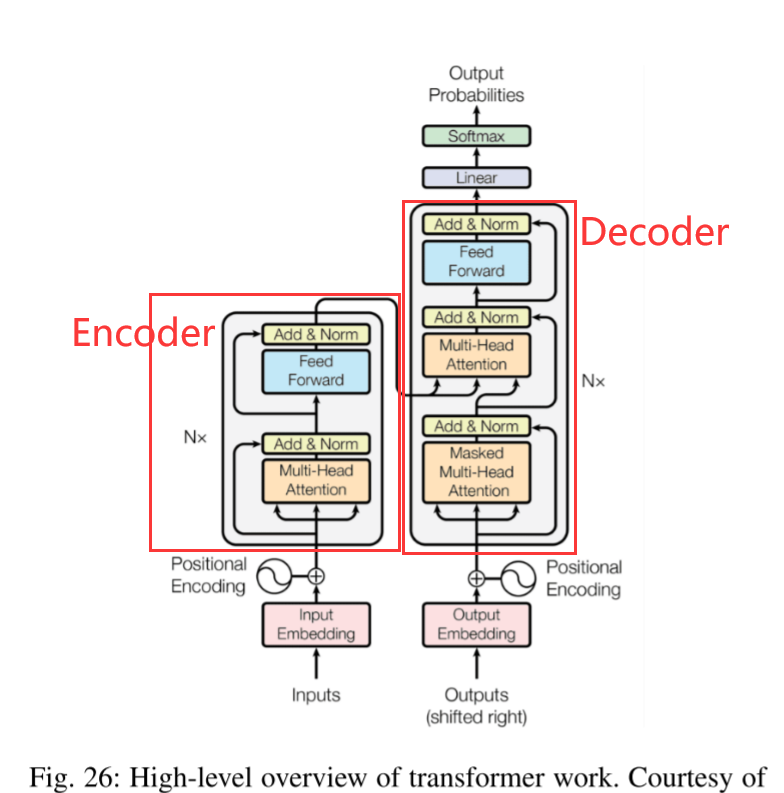 Output
Probabilities
Softmax
Linear
Add & Norm
Feed
Forward
Decoder
Add & Norm
Multi-Head
Attention
Nx
Add & Norm
Masked
Multi-Head
Attention
Encoder
Add & Norm
Feed
Forward
Nx
Add & Norm
Multi-Head
Attention
Positional
Encoding
Positional
Encoding
Input
Embedding
Output
Embedding
Inputs
Outputs
(shifted right)
Fig. 26: High-level overview of transformer work. Courtesy of